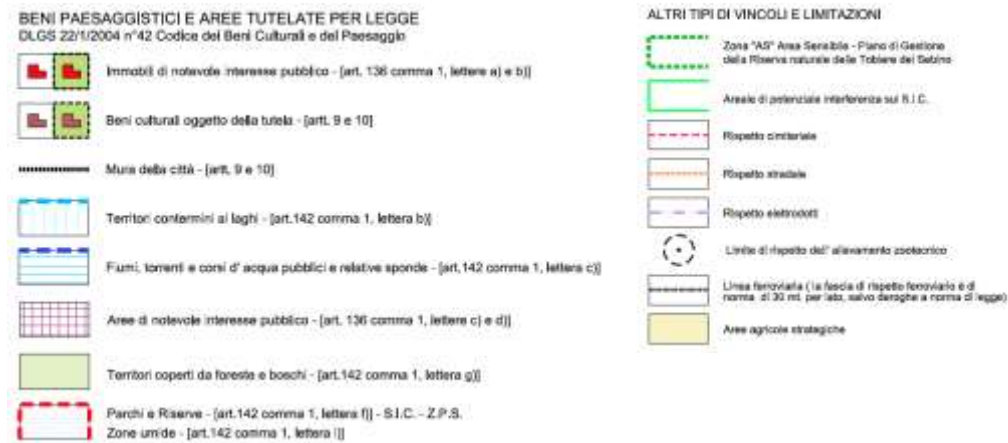 BENI PAESAGGISTICI E AREE TUTELATE PER LEGGE
DLGS 22/1/2004 n°42 Codice dei Beni Culturali e del Paesaggio
Immobili di notevole interesse pubblico - [art. 136 comma 1, lettere a) e b)]
Beni culturali oggetto della tutela - [artt. 9 e 10]
Mura della città - [artt. 9 e 10]
Territori contermini ai laghi - [art.142 comma 1, lettera b)]
Fiumi, torrenti e corsi d' acqua pubblici e relative sponde - [art.142 comma 1, lettera c)]
Aree di notevole interesse pubblico - [art. 136 comma 1, lettere c) e d)]
Territori coperti da foreste e boschi - [art.142 comma 1, lettera g)]
Parchi e Riserve - [art.142 comma 1, lettera f)] - S.I.C. - Z.P.S.
Zone umide - [art.142 comma 1, lettera i)]
ALTRI TIPI DI VINCOLI E LIMITAZIONI
Zona "AS" Area Sensibile - Piano di Gestione
della Riserva naturale delle Torbiere del Sebino
Areale di potenziale interferenza sul S.I.C.
Rispetto cimiteriale
Rispetto stradale
Rispetto elettrodotti
Limite di rispetto dell' allevamento zootecnico
Linea ferroviaria ( la fascia di rispetto ferroviario è di
norma di 30 mt. per lato, salvo deroghe a norma di legge)
Aree agricole strategiche